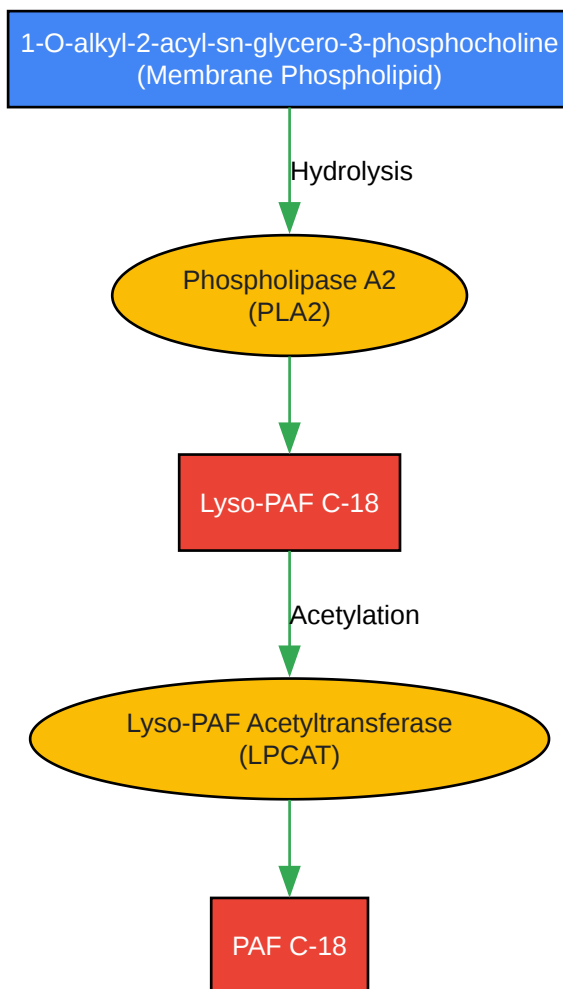 1-O-alkyl-2-acyl-sn-glycero-3-phosphocholine
(Membrane Phospholipid)
Hydrolysis
Phospholipase A2
(PLA2)
Lyso-PAF C-18
Acetylation
Lyso-PAF Acetyltransferase
(LPCAT)
PAF C-18